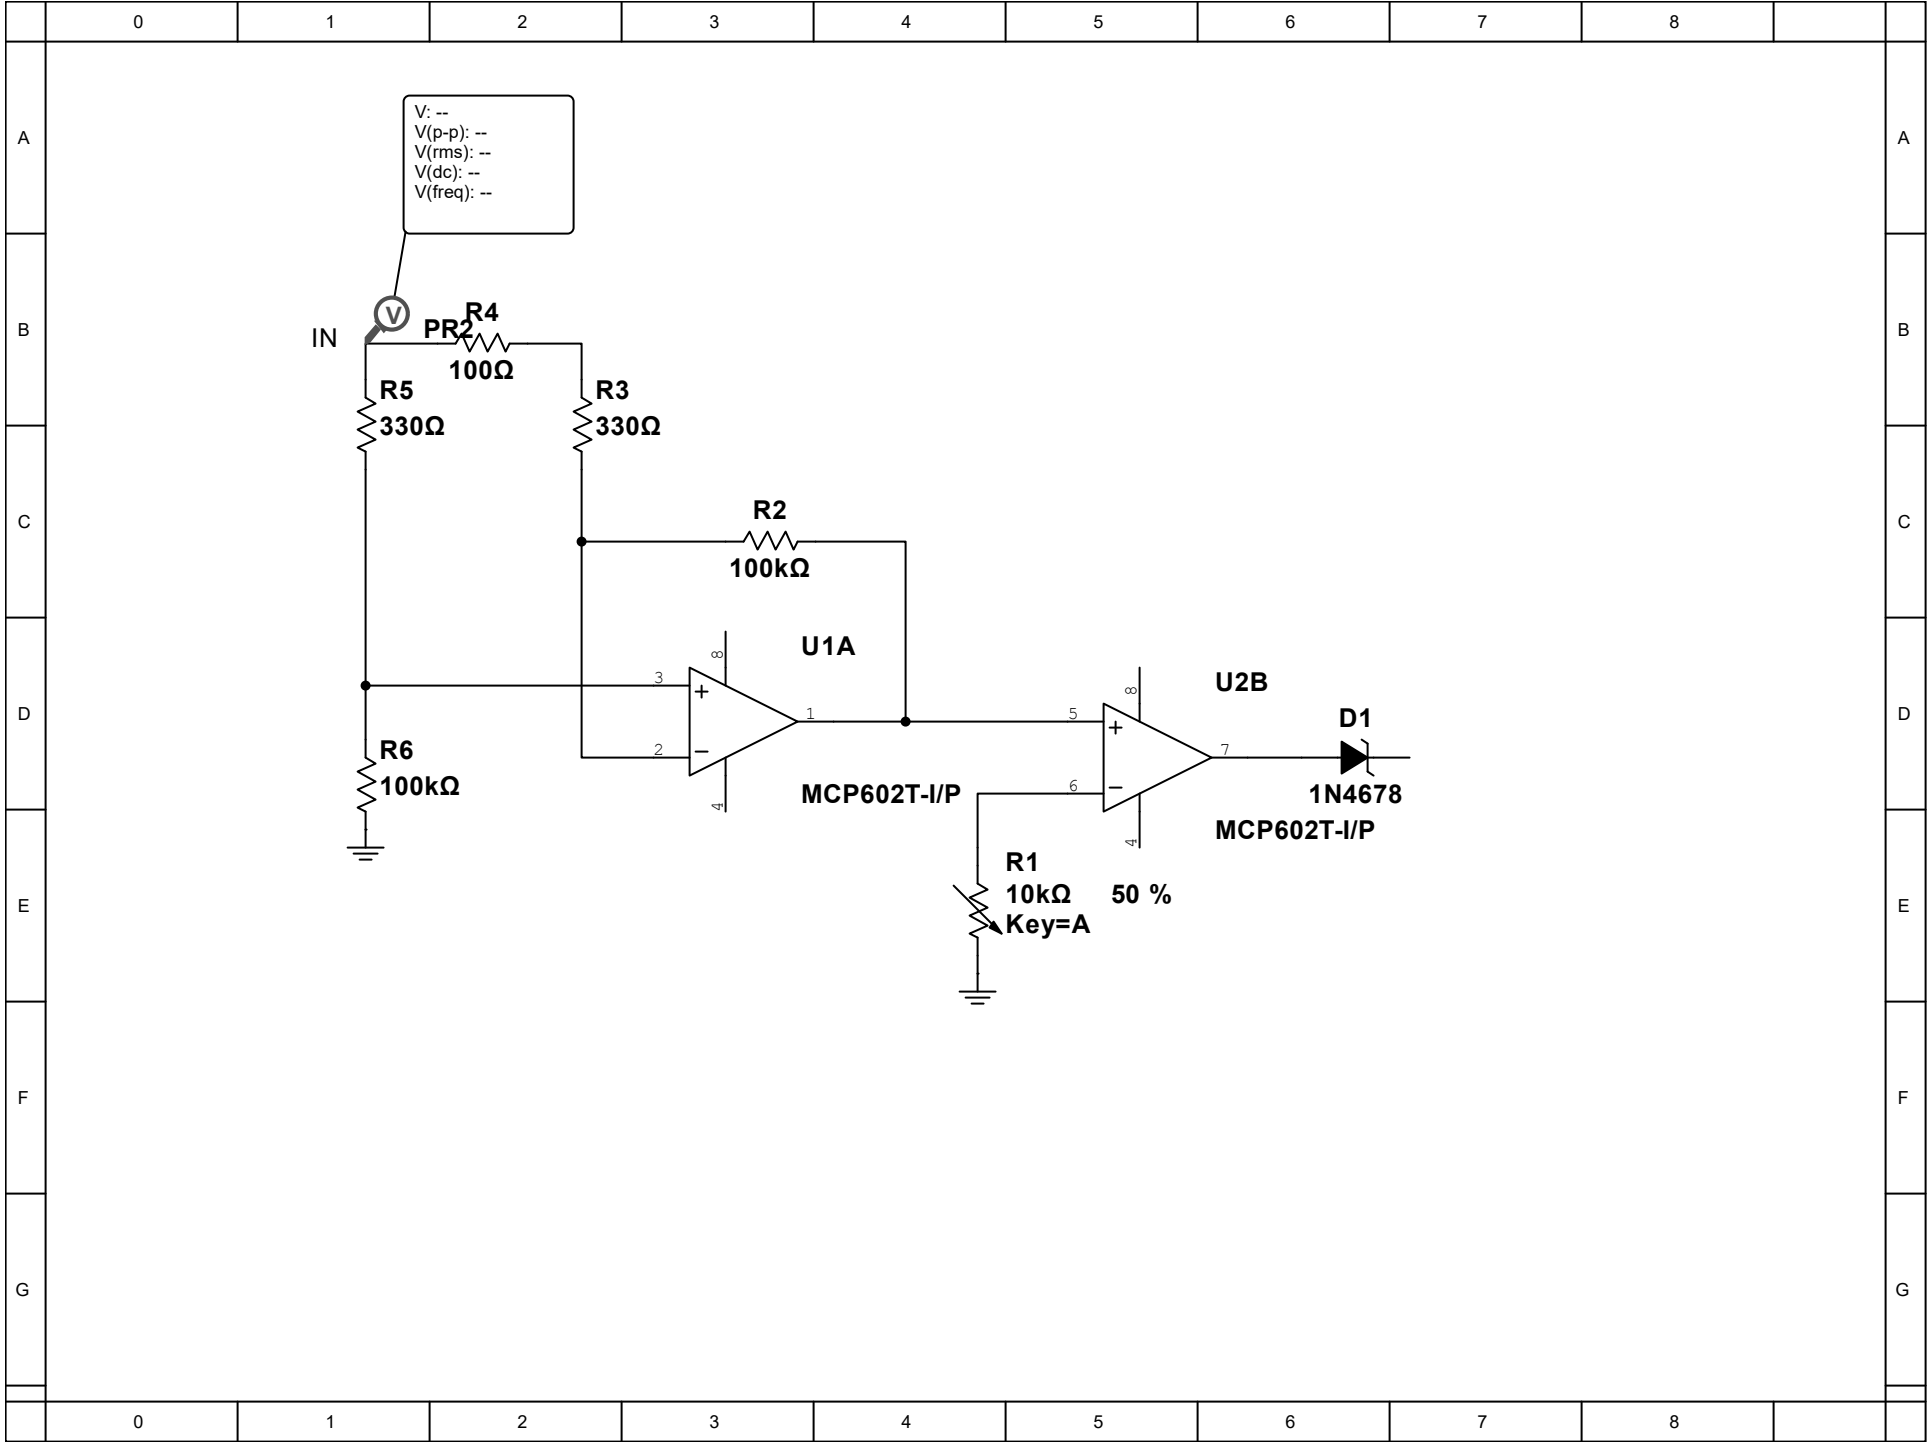 0 1 2 3 4 5 6 7 8
A A
V: --
V(p-p): --
V(rms): --
V(dc): --
V(freq): --
B B
IN
V
PR2
R4
100Ω
R5
330Ω
R3
330Ω
C C
R2
100kΩ
U1A
8
3
+
1
2
−
4
MCP602T-I/P
D D
U2B
8
5
+
7
6
−
4
MCP602T-I/P
D1
1N4678
R6
100kΩ
E E
R1
10kΩ 50 %
Key=A
F F
G G
0 1 2 3 4 5 6 7 8